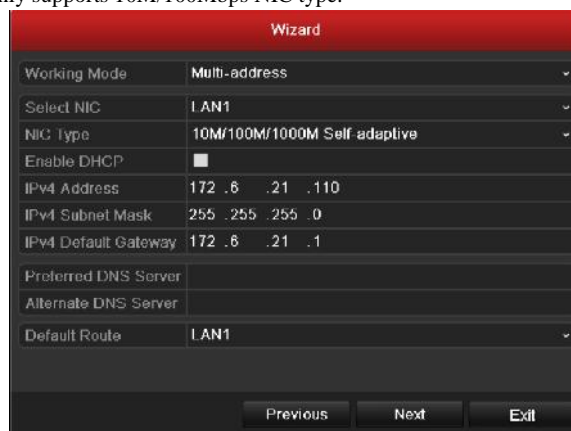 only supports 10M/100Mbps NIC type.
Wizard
Working Mode Multi-address
Select NIC LAN1
NIC Type 10M/100M/1000M Self-adaptive
Enable DHCP
IPv4 Address 172 .6 .21 .110
IPv4 Subnet Mask 255 .255 .255 .0
IPv4 Default Gateway 172 .6 .21 .1
Preferred DNS Server
Alternate DNS Server
Default Route LAN1
Previous Next Exit